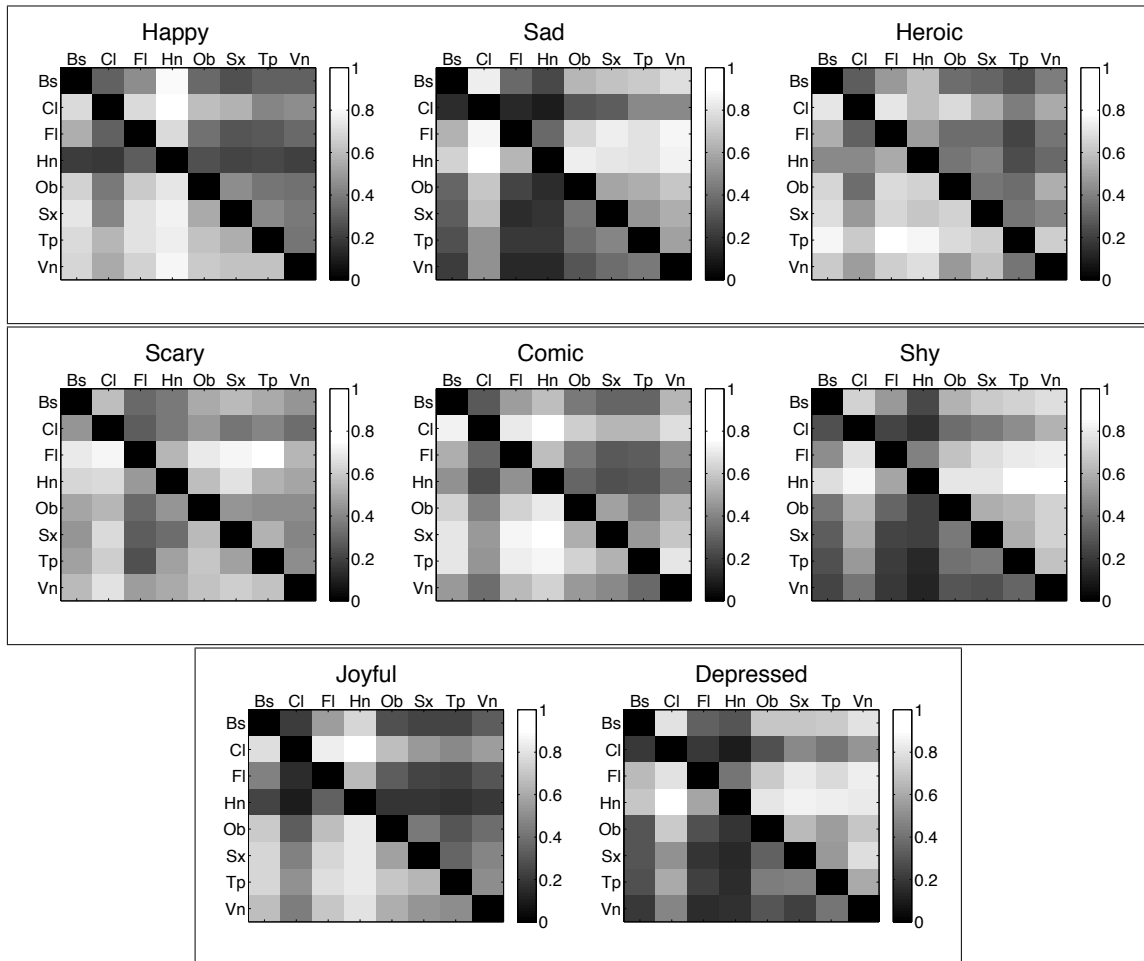 Happy Sad Heroic
Bs Cl Fl Hn Ob Sx Tp Vn Bs Cl Fl Hn Ob Sx Tp Vn Bs Cl Fl Hn Ob Sx Tp Vn
1 1 1
Bs Bs Bs
Cl 0.8 Cl 0.8 Cl 0.8
Fl Fl Fl
0.6 0.6 0.6
Hn Hn Hn
Ob 0.4 Ob 0.4 Ob 0.4
Sx Sx Sx
Tp 0.2 Tp 0.2 Tp 0.2
Vn Vn Vn
0 0 0
Scary Comic Shy
Bs Cl Fl Hn Ob Sx Tp Vn Bs Cl Fl Hn Ob Sx Tp Vn Bs Cl Fl Hn Ob Sx Tp Vn
1 1 1
Bs Bs Bs
Cl 0.8 Cl 0.8 Cl 0.8
Fl Fl Fl
0.6 0.6 0.6
Hn Hn Hn
Ob 0.4 Ob 0.4 Ob 0.4
Sx Sx Sx
Tp 0.2 Tp 0.2 Tp 0.2
Vn Vn Vn
0 0 0
Joyful Depressed
Bs Cl Fl Hn Ob Sx Tp Vn Bs Cl Fl Hn Ob Sx Tp Vn
1 1
Bs Bs
Cl 0.8 Cl 0.8
Fl Fl
0.6 0.6
Hn Hn
Ob 0.4 Ob 0.4
Sx Sx
Tp 0.2 Tp 0.2
Vn Vn
0 0